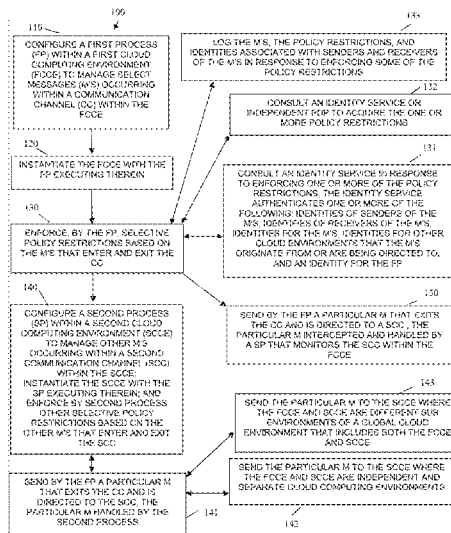 100
110
CONFIGURE A FIRST PROCESS
(FP) WITHIN A FIRST CLOUD
COMPUTING ENVIRONMENT
(FCCE) TO MANAGE SELECT
MESSAGES (M'S) OCCURRING
WITHIN A COMMUNICATION
CHANNEL (CC) WITHIN THE
FCCE
120
INSTANTIATE THE FCCE WITH THE
FP EXECUTING THEREIN
130
ENFORCE, BY THE FP, SELECTIVE
POLICY RESTRICTIONS BASED ON
THE M'S THAT ENTER AND EXIT THE
CC
140
CONFIGURE A SECOND PROCESS
(SP) WITHIN A SECOND CLOUD
COMPUTING ENVIRONMENT (SCCE)
TO MANAGE OTHER M'S
OCCURRING WITHIN A SECOND
COMMUNICATION CHANNEL (SCC)
WITHIN THE SCCE;
INSTANTIATE THE SCCE WITH THE
SP EXECUTING THEREIN; AND
ENFORCE BY SECOND PROCESS
OTHER SELECTIVE POLICY
RESTRICTIONS BASED ON THE
OTHER M'S THAT ENTER AND EXIT
THE SCC
SEND BY THE FP A PARTICULAR M
THAT EXITS THE CC AND IS
DIRECTED TO THE SCC, THE
PARTICULAR M HANDLED BY THE
SECOND PROCESS
141
133
LOG THE M'S, THE POLICY RESTRICTIONS, AND
IDENTITIES ASSOCIATED WITH SENDERS AND RECEIVERS
OF THE M'S IN RESPONSE TO ENFORCING SOME OF THE
POLICY RESTRICTIONS
132
CONSULT AN IDENTITY SERVICE OR
INDEPENDENT PDP TO ACQUIRE THE ONE OR
MORE POLICY RESTRICTIONS
131
CONSULT AN IDENTITY SERVICE IN RESPONSE
TO ENFORCING ONE OR MORE OF THE POLICY
RESTRICTIONS, THE IDENTITY SERVICE
AUTHENTICATES ONE OR MORE OF THE
FOLLOWING: IDENTITIES OF SENDERS OF THE
M'S, IDENTITIES OF RECEIVERS OF THE M'S,
IDENTITIES FOR THE M'S, IDENTITIES FOR OTHER
CLOUD ENVIRONMENTS THAT THE M'S
ORIGINATE FROM OR ARE BEING DIRECTED TO,
AND AN IDENTITY FOR THE FP
150
SEND BY THE FP A PARTICULAR M THAT EXITS
THE CC AND IS DIRECTED TO A SCC, THE
PARTICULAR M INTERCEPTED AND HANDLED
BY A SP THAT MONITORS THE SCC WITHIN THE
FCCE
143
SEND THE PARTICULAR M TO THE SCCE WHERE
THE FCCE AND SCCE ARE DIFFERENT SUB
ENVIRONMENTS OF A GLOBAL CLOUD
ENVIRONMENT THAT INCLUDES BOTH THE FCCE
AND SCCE
SEND THE PARTICULAR M TO THE SCCE WHERE
THE FCCE AND SCCE ARE INDEPENDENT AND
SEPARATE CLOUD COMPUTING ENVIRONMENTS
142